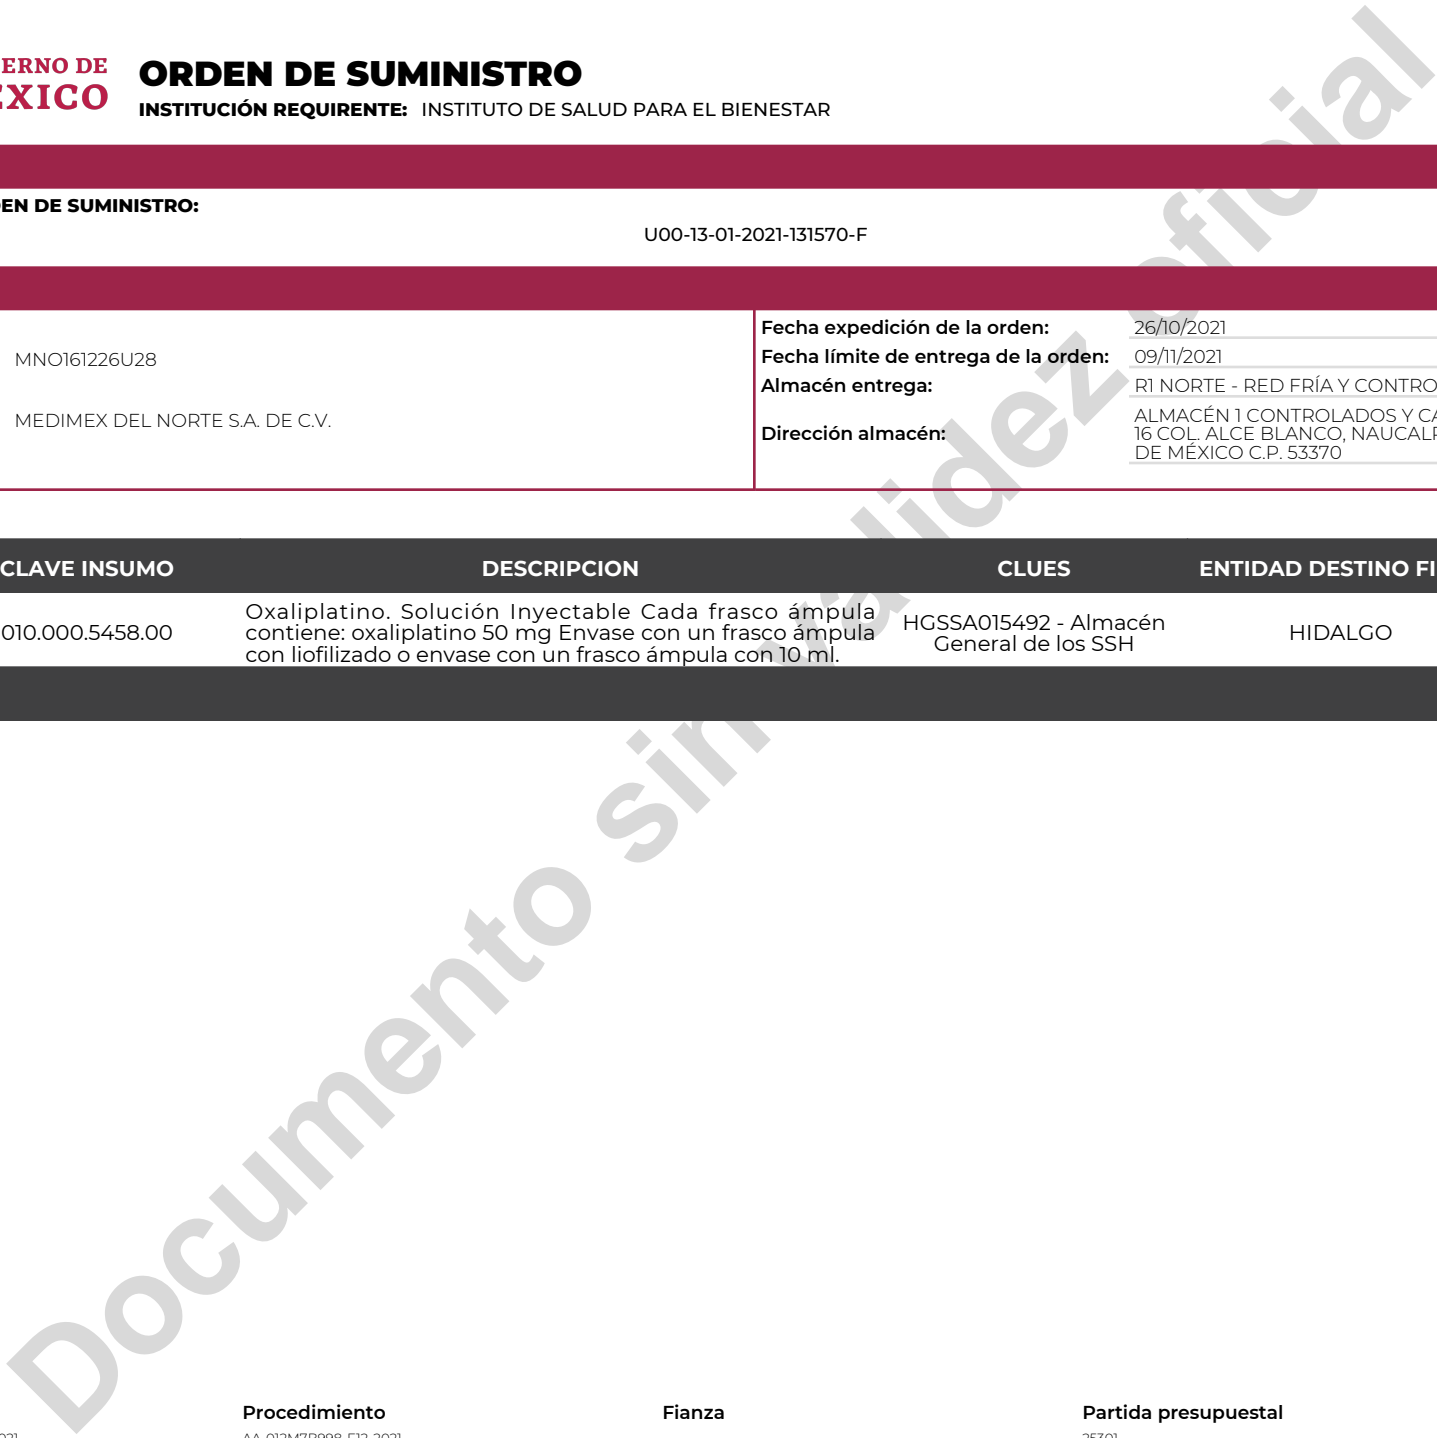 ERNO DE
ÉXICO
ORDEN DE SUMINISTRO
INSTITUCIÓN REQUIRENTE: INSTITUTO DE SALUD PARA EL BIENESTAR
EN DE SUMINISTRO:
U00-13-01-2021-131570-F
MNO161226U28
MEDIMEX DEL NORTE S.A. DE C.V.
Fecha expedición de la orden: 26/10/2021
Fecha límite de entrega de la orden: 09/11/2021
Almacén entrega: R1 NORTE - RED FRÍA Y CONTRO
Dirección almacén:
ALMACÉN 1 CONTROLADOS Y CA
16 COL. ALCE BLANCO, NAUCALP
DE MÉXICO C.P. 53370
CLAVE INSUMO DESCRIPCION CLUES ENTIDAD DESTINO FI
010.000.5458.00
Oxaliplatino. Solución Inyectable Cada frasco ámpula
contiene: oxaliplatino 50 mg Envase con un frasco ámpula
con liofilizado o envase con un frasco ámpula con 10 ml.
HGSSA015492 - Almacén
General de los SSH
HIDALGO
Documento sin validez oficial
Procedimiento Fianza Partida presupuestal